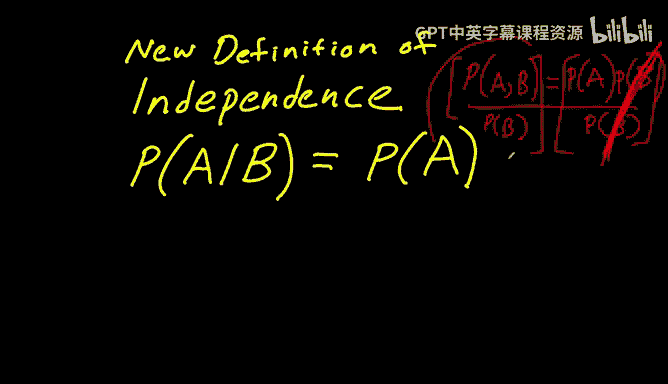 GPT中英字幕课程资源 bilibili
New Definition of
Independence
[P(A,B)] = [P(A)P(B)]
P(B) P(B)
P(A|B) = P(A)